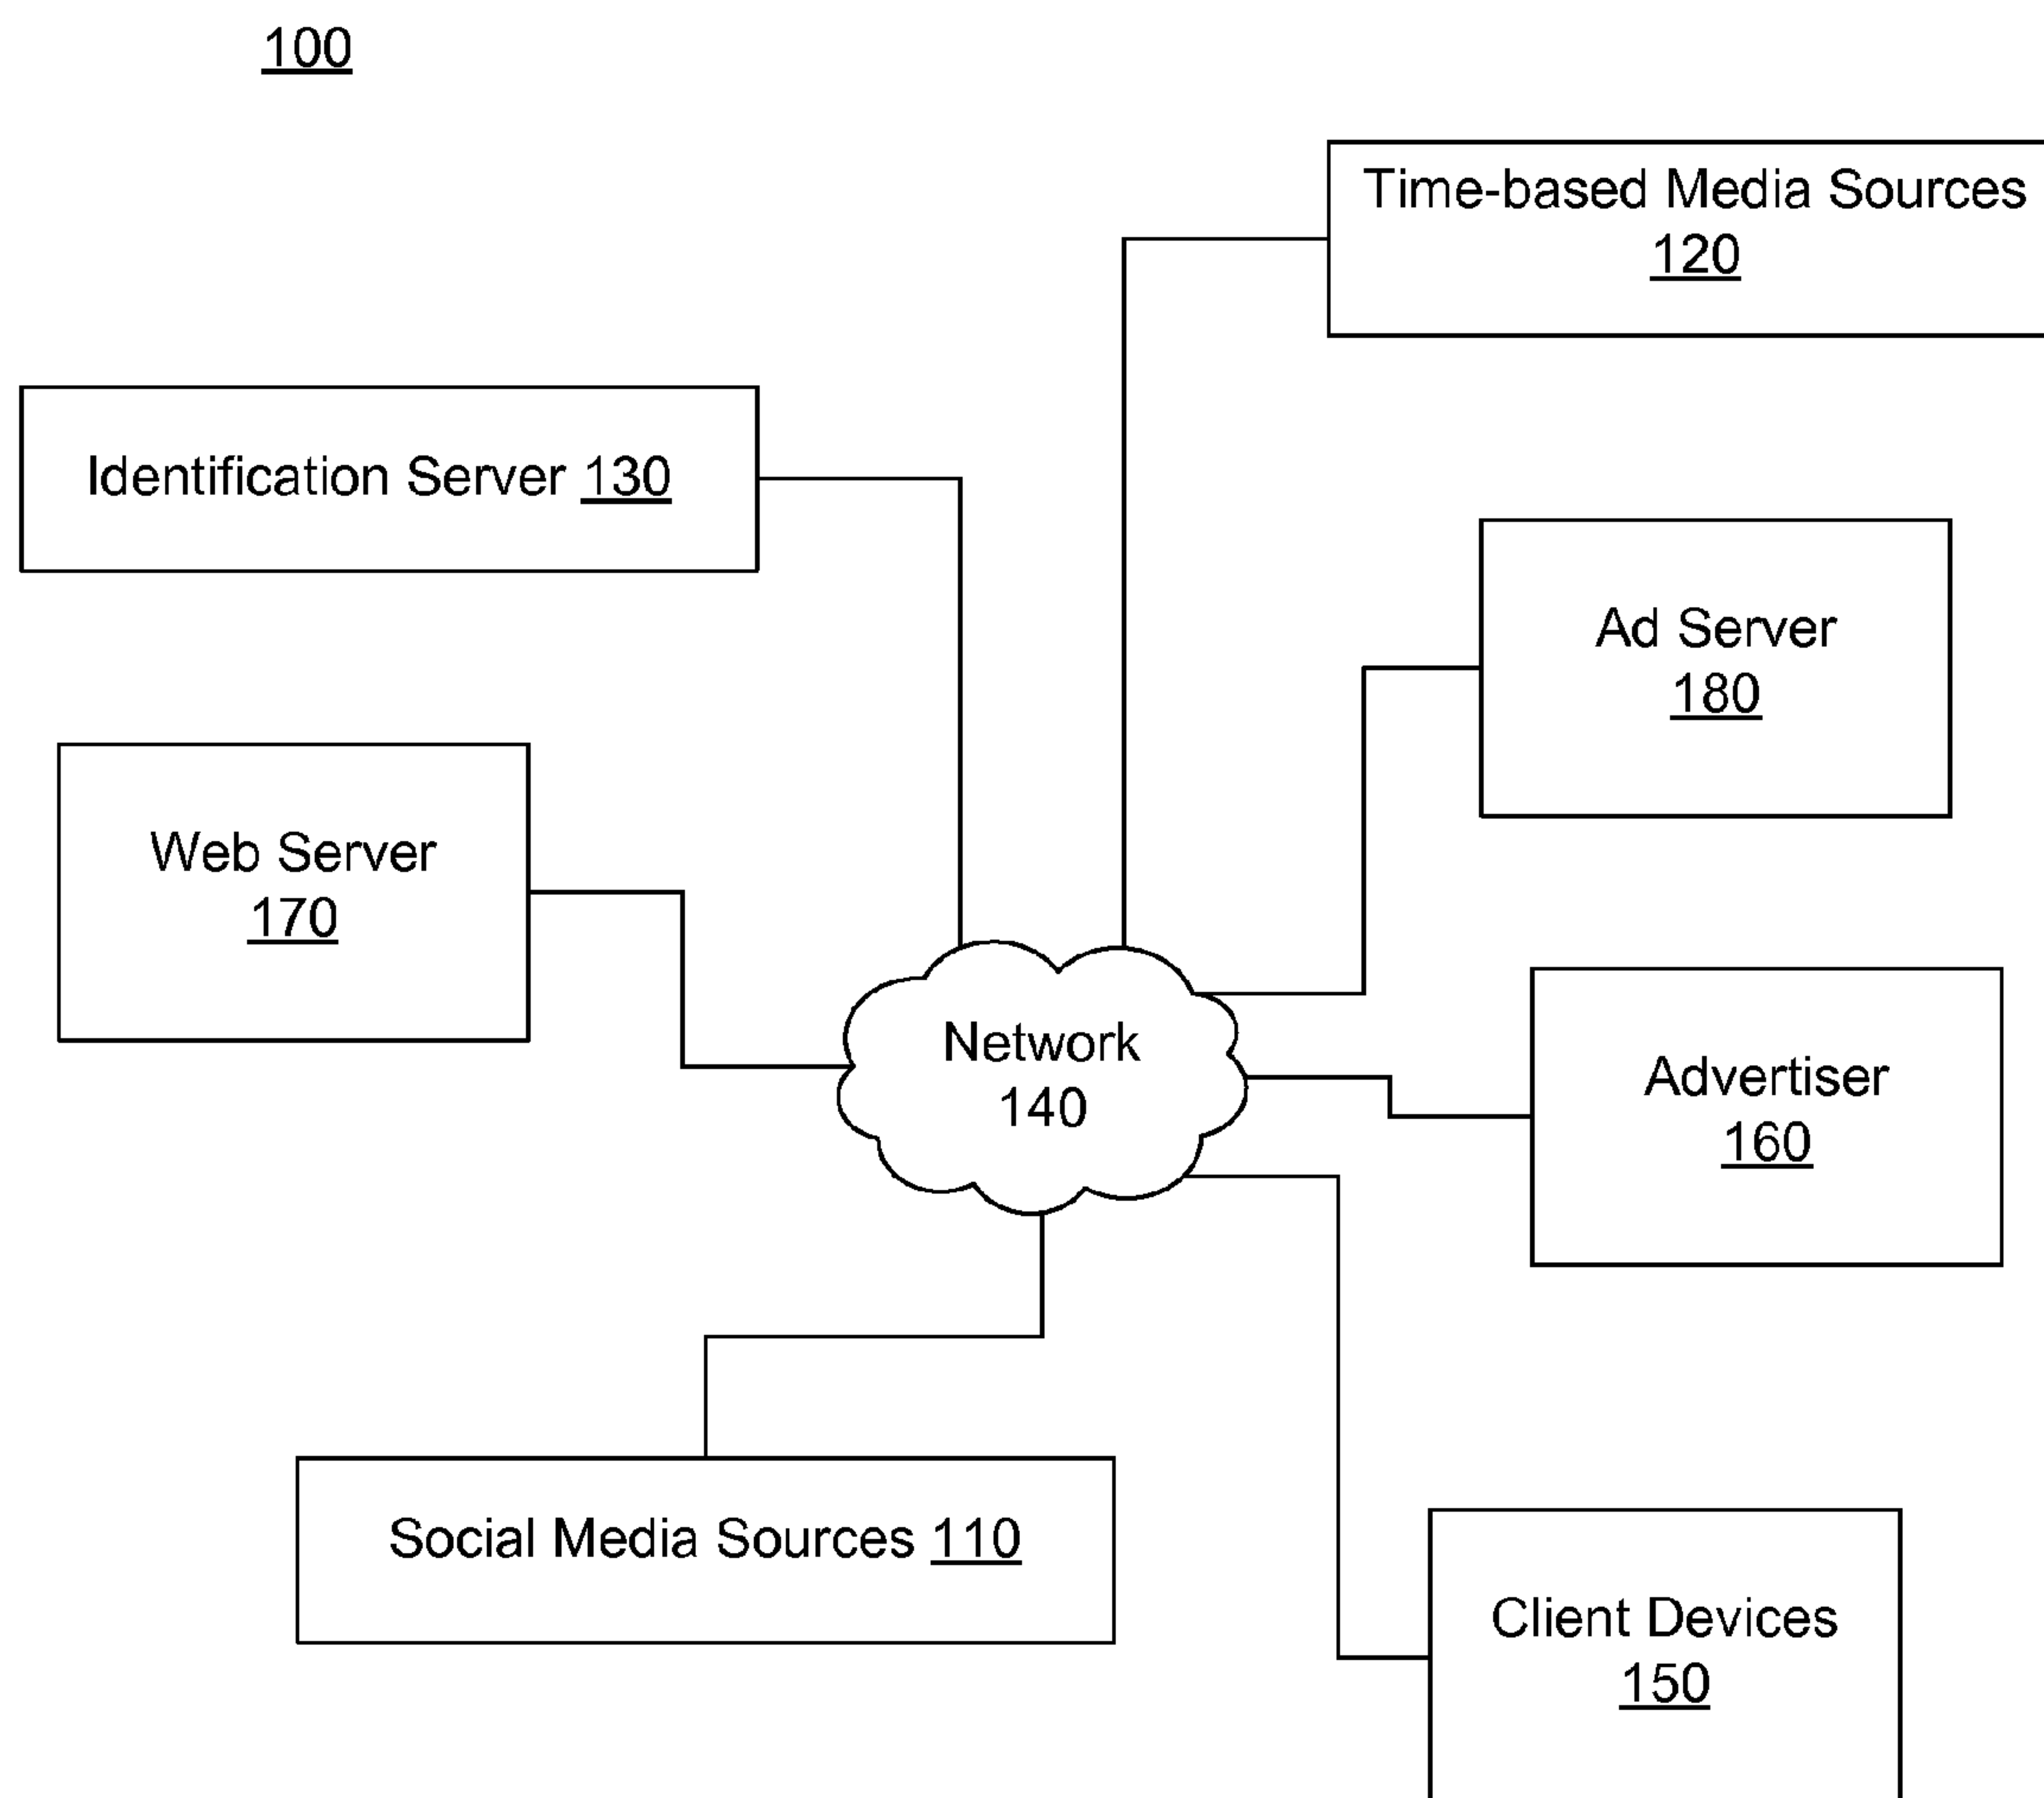 100
Time-based Media Sources
120
Identification Server 130
Ad Server
180
Web Server
170
Network
140
Advertiser
160
Social Media Sources 110
Client Devices
150